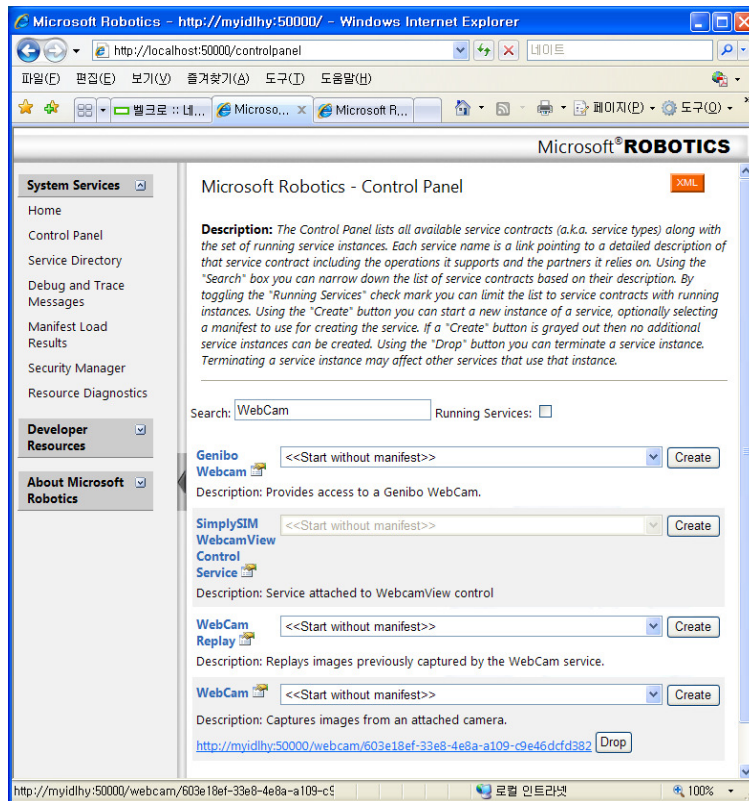 Microsoft Robotics - http://myidlhy:50000/ - Windows Internet Explorer
http://localhost:50000/controlpanel
네이트
파일(F) 편집(E) 보기(V) 즐겨찾기(A) 도구(T) 도움말(H)
벨크로 :: 네... Microso... X Microsoft R... 페이지(P) 도구(O) »
Microsoft®ROBOTICS
System Services
Home
Control Panel
Service Directory
Debug and Trace
Messages
Manifest Load
Results
Security Manager
Resource Diagnostics
Developer
Resources
About Microsoft
Robotics
Microsoft Robotics - Control Panel
XML
Description: The Control Panel lists all available service contracts (a.k.a. service types) along with
the set of running service instances. Each service name is a link pointing to a detailed description of
that service contract including the operations it supports and the partners it relies on. Using the
"Search" box you can narrow down the list of service contracts based on their description. By
toggling the "Running Services" check mark you can limit the list to service contracts with running
instances. Using the "Create" button you can start a new instance of a service, optionally selecting
a manifest to use for creating the service. If a "Create" button is grayed out then no additional
service instances can be created. Using the "Drop" button you can terminate a service instance.
Terminating a service instance may affect other services that use that instance.
Search: WebCam Running Services:
Genibo
Webcam
<<Start without manifest>> Create
Description: Provides access to a Genibo WebCam.
SimplySIM
WebcamView
Control
Service
<<Start without manifest>> Create
Description: Service attached to WebcamView control
WebCam
Replay
<<Start without manifest>> Create
Description: Replays images previously captured by the WebCam service.
WebCam <<Start without manifest>> Create
Description: Captures images from an attached camera.
http://myidlhy:50000/webcam/603e18ef-33e8-4e8a-a109-c9e46dcfd382 Drop
http://myidlhy:50000/webcam/603e18ef-33e8-4e8a-a109-c9 로컬 인트라넷 100%